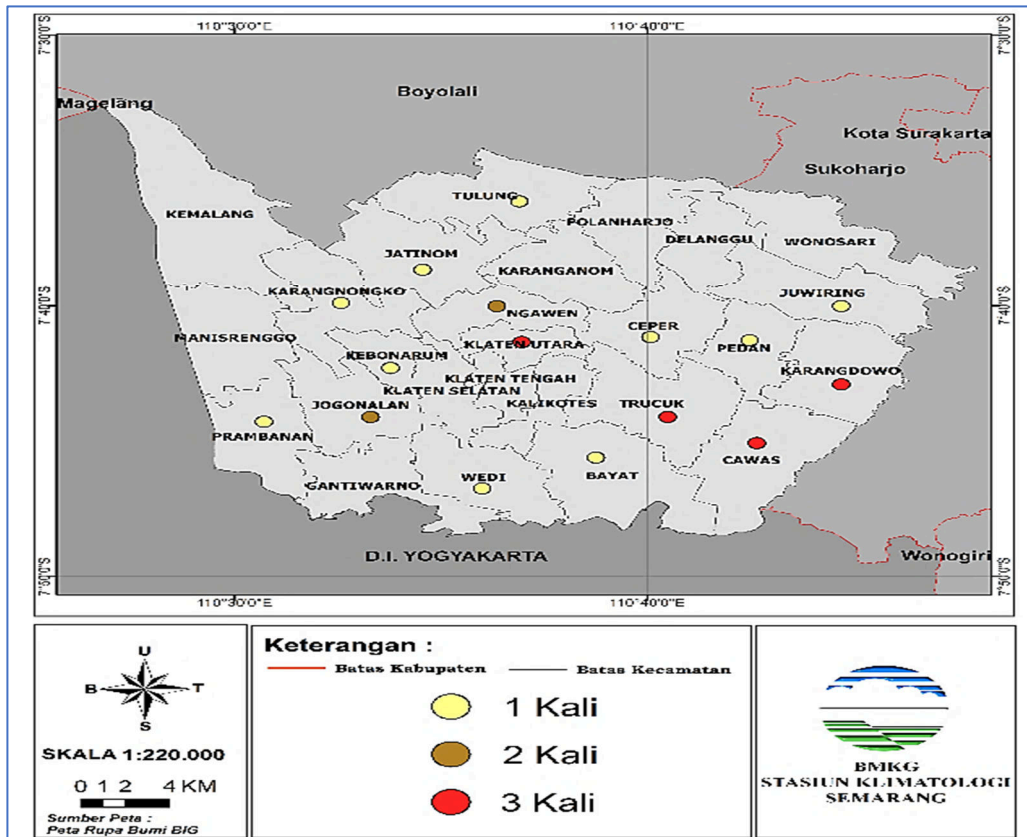 110°30'0"E 110°40'0"E
7°30'0"S 7°30'0"S
Magelang
Boyolali
Kota Surakarta
Sukoharjo
KEMALANG
TULUNG
POLANHARJO
DELANGGU
WONOSARI
JATINOM
KARANGANOM
KARANGNONGKO
JUWIRING
7°40'0"S 7°40'0"S
NGAWEN
MANISRENGGO
CEPER
KLATEN UTARA
PEDAN
KEBONARUM
KARANGDOWO
KLATEN TENGAH
KLATEN SELATAN
JOGONALAN
KALIKOTES
TRUCUK
PRAMBANAN
CAWAS
WEDI
BAYAT
GANTIWARNO
D.I. YOGYAKARTA
Wonogiri
7°50'0"S 7°50'0"S
110°30'0"E 110°40'0"E
U
B T
S
SKALA 1:220.000
0 1 2 4 KM
Sumber Peta :
Peta Rupa Bumi BIG
Keterangan :
Batas Kabupaten Batas Kecamatan
1 Kali
2 Kali
3 Kali
BMKG
STASIUN KLIMATOLOGI
SEMARANG